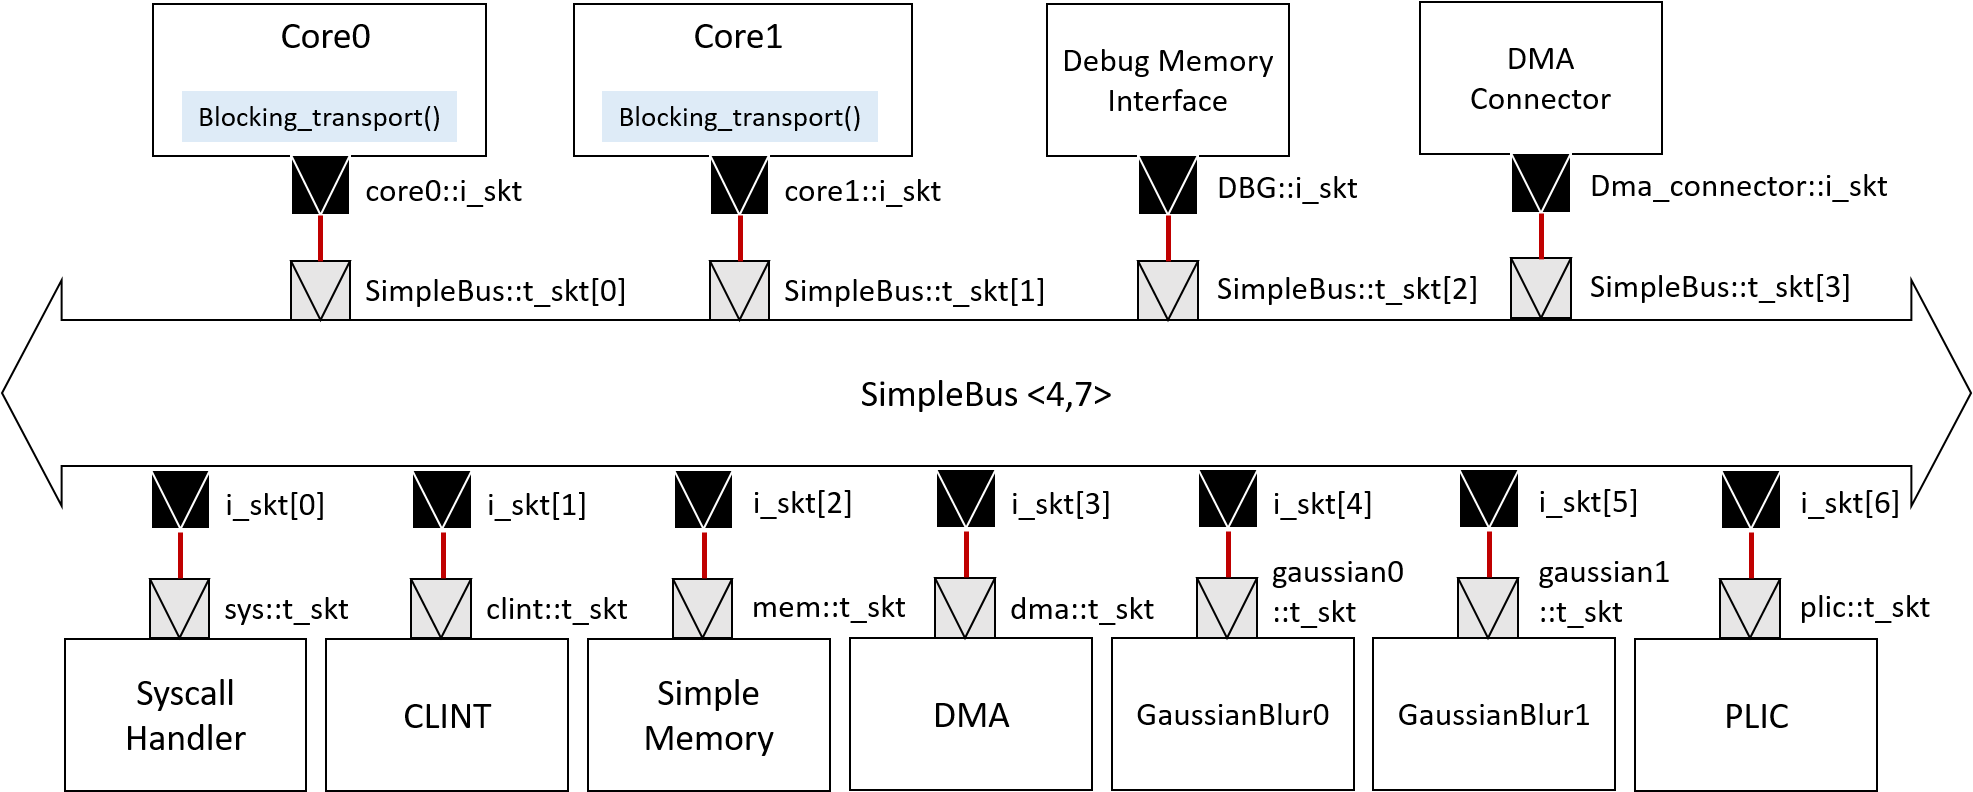 Core0
Blocking_transport()
core0::i_skt
SimpleBus::t_skt[0]
Core1
Blocking_transport()
core1::i_skt
SimpleBus::t_skt[1]
Debug Memory
Interface
DBG::i_skt
SimpleBus::t_skt[2]
DMA
Connector
Dma_connector::i_skt
SimpleBus::t_skt[3]
SimpleBus <4,7>
i_skt[0]
sys::t_skt
Syscall
Handler
i_skt[1]
clint::t_skt
CLINT
i_skt[2]
mem::t_skt
Simple
Memory
i_skt[3]
dma::t_skt
DMA
i_skt[4]
gaussian0
::t_skt
GaussianBlur0
i_skt[5]
gaussian1
::t_skt
GaussianBlur1
i_skt[6]
plic::t_skt
PLIC